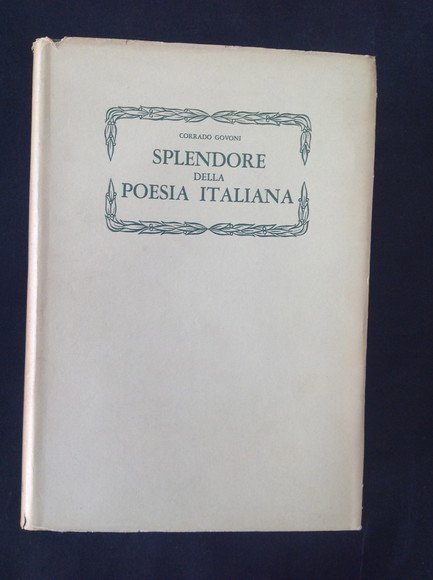 CORRADO GOVONI
SPLENDORE
DELLA
POESIA ITALIANA